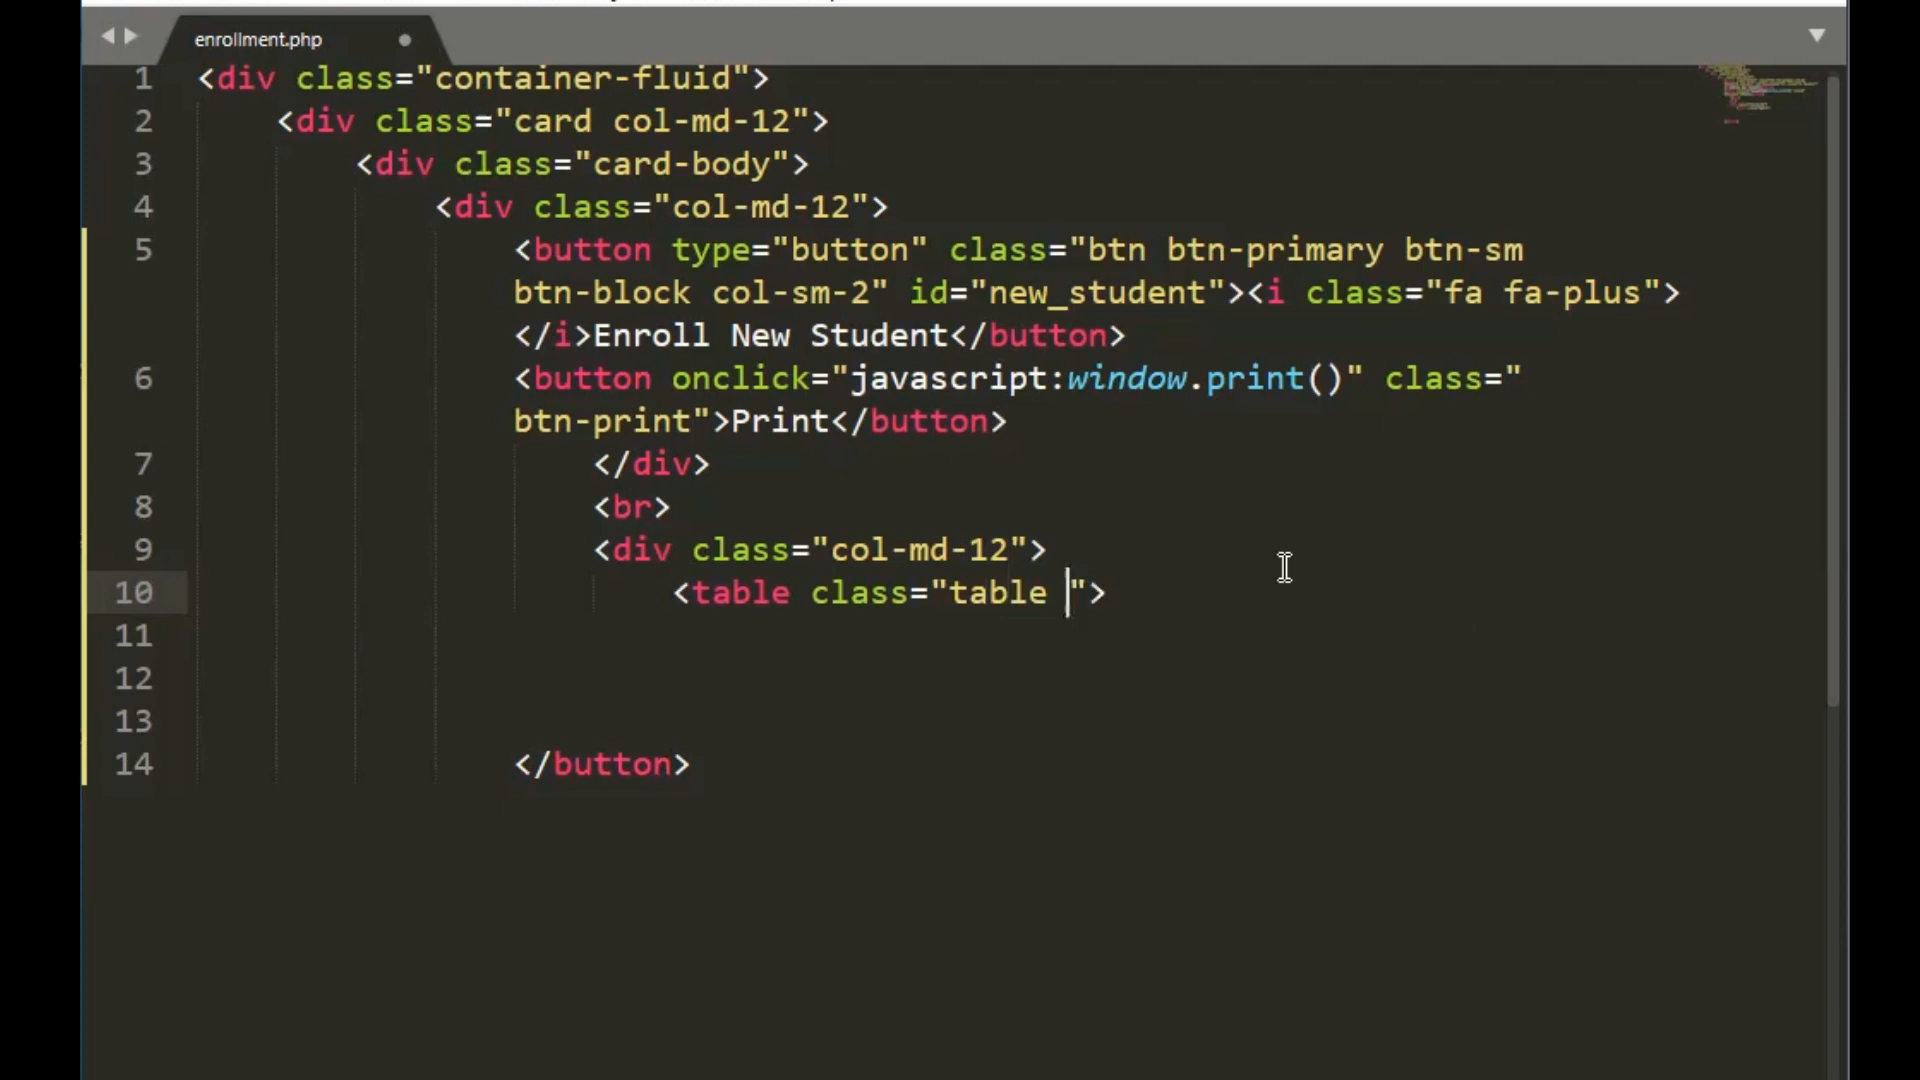 enrollment.php
1 <div class="container-fluid">
2 <div class="card col-md-12">
3 <div class="card-body">
4 <div class="col-md-12">
5 <button type="button" class="btn btn-primary btn-sm
btn-block col-sm-2" id="new_student"><i class="fa fa-plus">
</i>Enroll New Student</button>
6 <button onclick="javascript:window.print()" class="
btn-print">Print</button>
7 </div>
8 <br>
9 <div class="col-md-12">
10 <table class="table ">
11
12
13
14 </button>